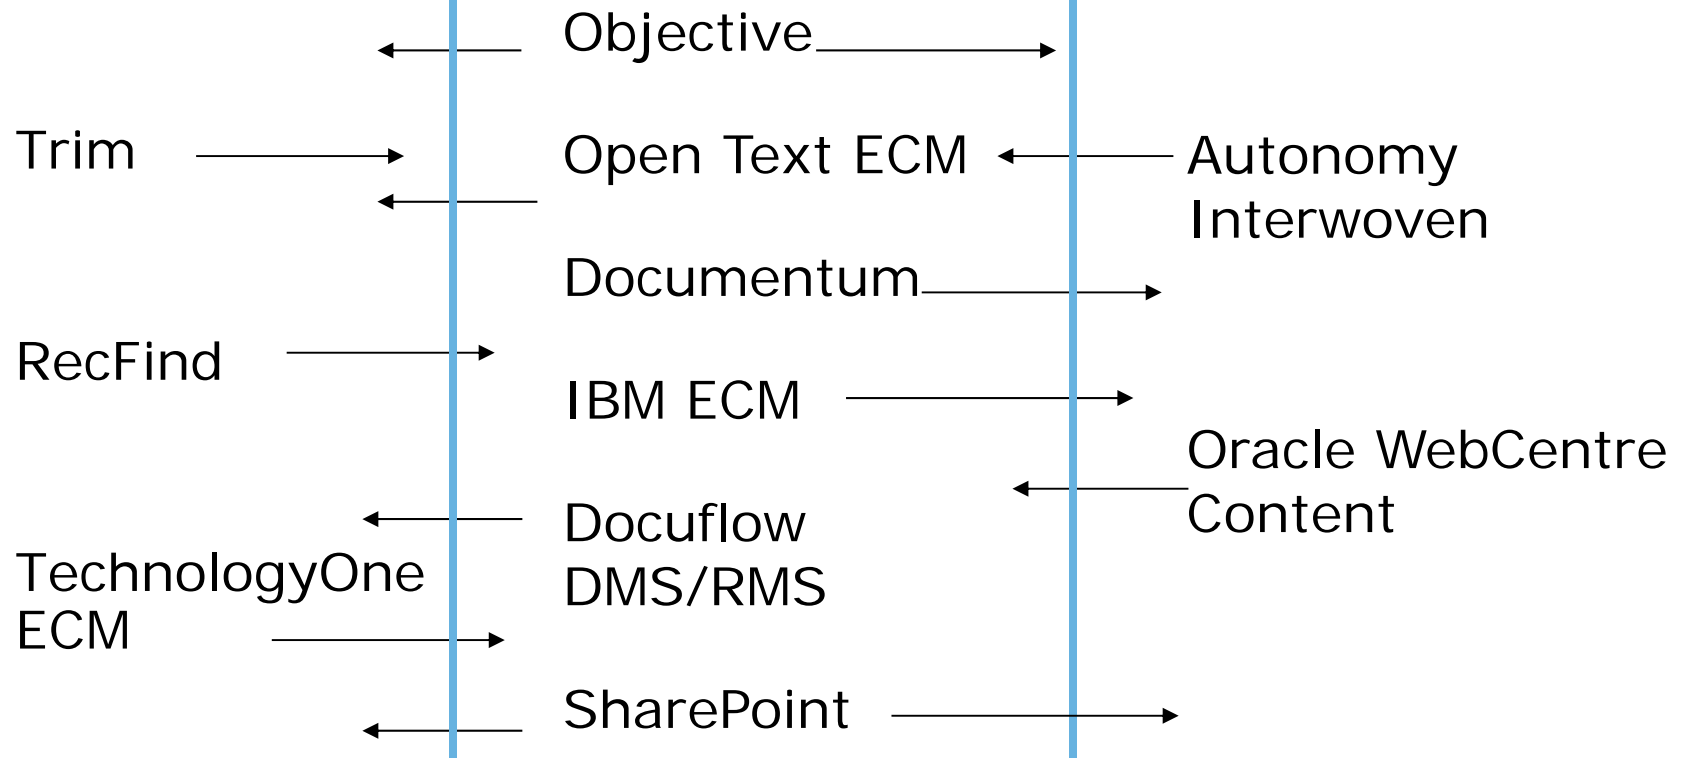 Objective
Trim
Open Text ECM
Autonomy
Interwoven
Documentum
RecFind
IBM ECM
Oracle WebCentre
Content
Docuflow
DMS/RMS
TechnologyOne
ECM
SharePoint